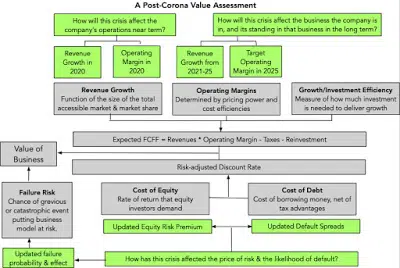 A Post-Corona Value Assessment
How will this crisis affect the
company's operations near term?
How will this crisis affect the business the company is
in, and its standing in that business in the long term?
Revenue
Growth in
2020
Operating
Margin in
2020
Revenue
Growth from
2021-25
Target
Operating
Margin in 2025
Revenue Growth
Function of the size of the total
accessible market & market share
Operating Margins
Determined by pricing power and
cost efficiencies
Growth/Investment Efficiency
Measure of how much investment
is needed to deliver growth
Expected FCFF = Revenues * Operating Margin - Taxes - Reinvestment
Value of
Business
Risk-adjusted Discount Rate
Failure Risk
Chance of grevious
or catastrophic event
putting business
model at risk.
Cost of Equity
Rate of return that equity
investors demand
Cost of Debt
Cost of borrowing money, net of
tax advantages
Updated Equity Risk Premium
Updated Default Spreads
Updated failure
probability & effect
How has this crisis affected the price of risk & the likelihood of default?